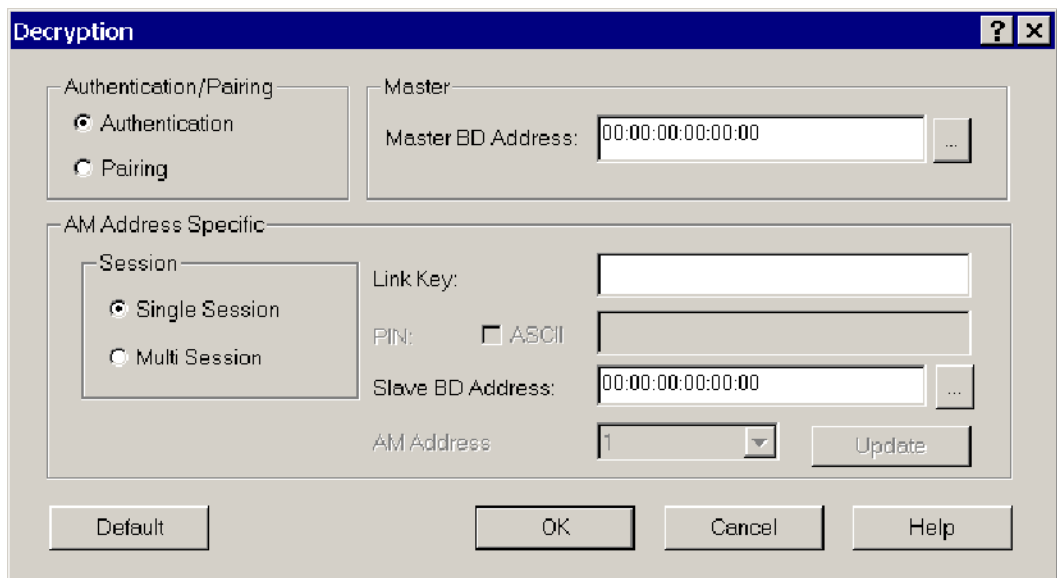 Decryption
Authentication/Pairing
Authentication
Pairing
Master
Master BD Address: 00:00:00:00:00:00 ...
AM Address Specific
Session
Single Session
Multi Session
Link Key:
PIN: ASCII
Slave BD Address: 00:00:00:00:00:00 ...
AM Address 1 Update
Default OK Cancel Help